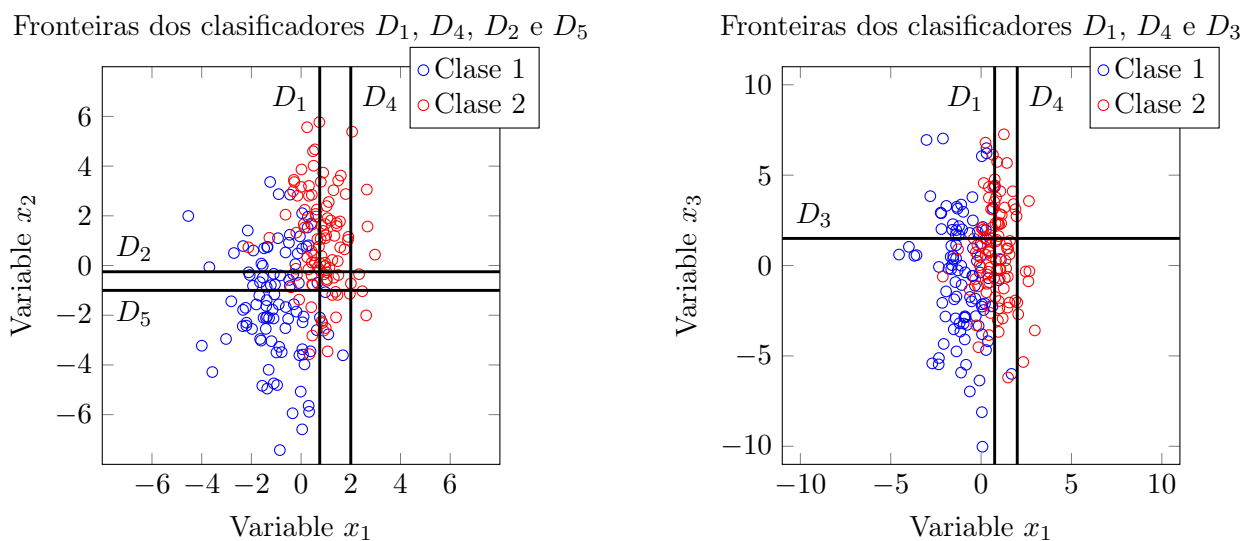 Fronteiras dos clasificadores D₁, D₄, D₂ e D₅
Clase 1
Clase 2
D₁
D₄
D₂
D₅
6
4
2
0
−2
−4
−6
−6 −4 −2 0 2 4 6
Variable x₂
Variable x₁
Fronteiras dos clasificadores D₁, D₄ e D₃
Clase 1
Clase 2
D₁
D₄
D₃
10
5
0
−5
−10
−10 −5 0 5 10
Variable x₃
Variable x₁